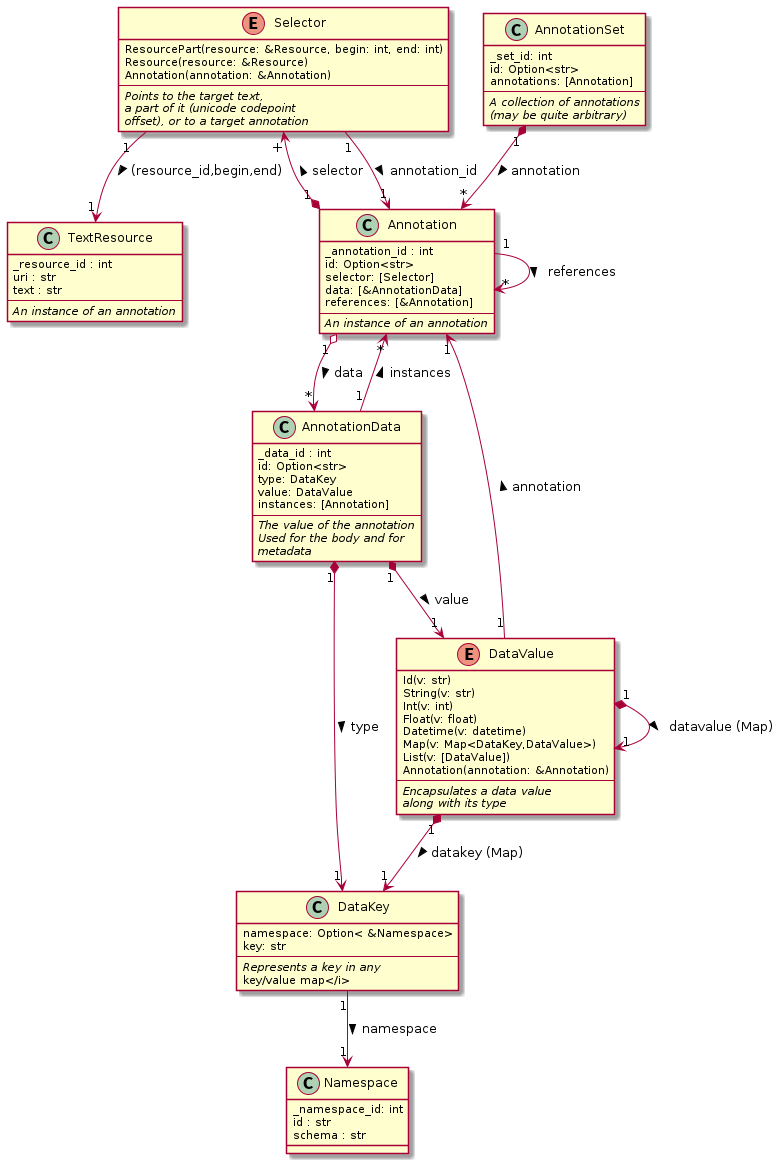 E Selector
ResourcePart(resource: &Resource, begin: int, end: int)
Resource(resource: &Resource)
Annotation(annotation: &Annotation)
Points to the target text,
a part of it (unicode codepoint
offset), or to a target annotation
C AnnotationSet
_set_id: int
id: Option<str>
annotations: [Annotation]
A collection of annotations
(may be quite arbitrary)
1
(resource_id,begin,end)
1
+
selector
1
1
annotation_id
1
1
annotation
*
C TextResource
_resource_id : int
uri : str
text : str
An instance of an annotation
C Annotation
_annotation_id : int
id: Option<str>
selector: [Selector]
data: [&AnnotationData]
references: [&Annotation]
An instance of an annotation
1
references
*
1
data
*
*
instances
1
1
annotation
1
C AnnotationData
_data_id : int
id: Option<str>
type: DataKey
value: DataValue
instances: [Annotation]
The value of the annotation
Used for the body and for
metadata
1
type
1
1
value
1
E DataValue
Id(v: str)
String(v: str)
Int(v: int)
Float(v: float)
Datetime(v: datetime)
Map(v: Map<DataKey,DataValue>)
List(v: [DataValue])
Annotation(annotation: &Annotation)
Encapsulates a data value
along with its type
1
datavalue (Map)
1
1
datakey (Map)
1
C DataKey
namespace: Option< &Namespace>
key: str
Represents a key in any
key/value map</i>
1
namespace
1
C Namespace
_namespace_id: int
id : str
schema : str